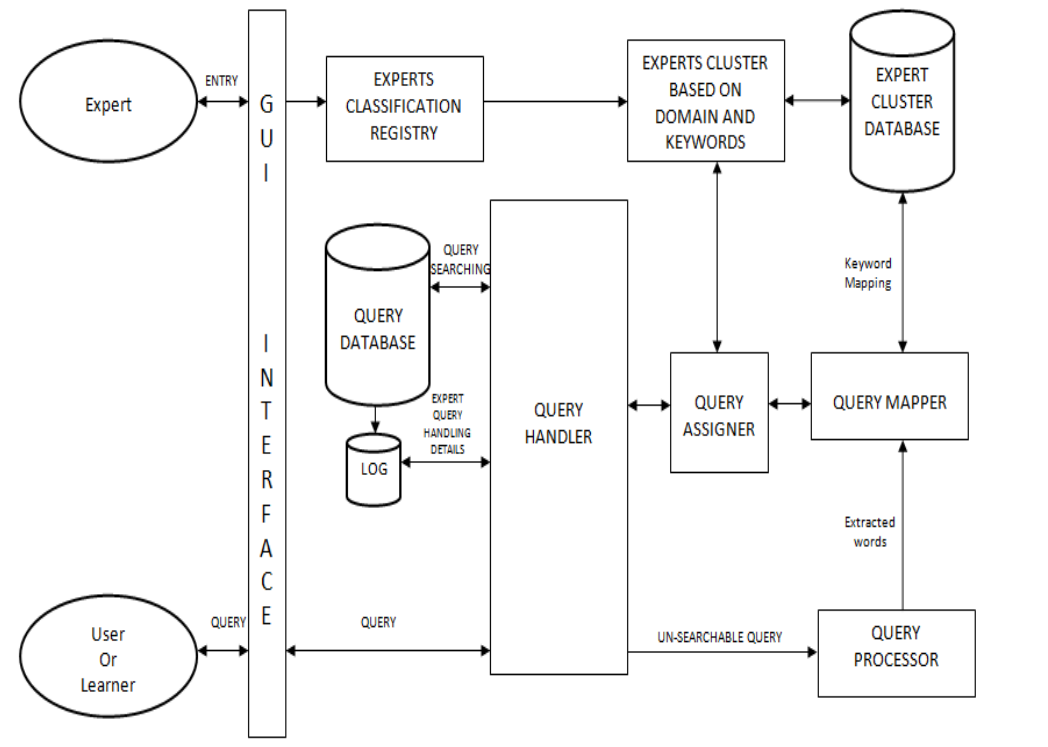 Expert
ENTRY
G
U
I
I
N
T
E
R
F
A
C
E
EXPERTS
CLASSIFICATION
REGISTRY
EXPERTS CLUSTER
BASED ON
DOMAIN AND
KEYWORDS
EXPERT
CLUSTER
DATABASE
QUERY
SEARCHING
QUERY
DATABASE
Keyword
Mapping
EXPERT
QUERY
HANDLING
DETAILS
LOG
QUERY
HANDLER
QUERY
ASSIGNER
QUERY MAPPER
Extracted
words
User
Or
Learner
QUERY
QUERY
UN-SEARCHABLE QUERY
QUERY
PROCESSOR